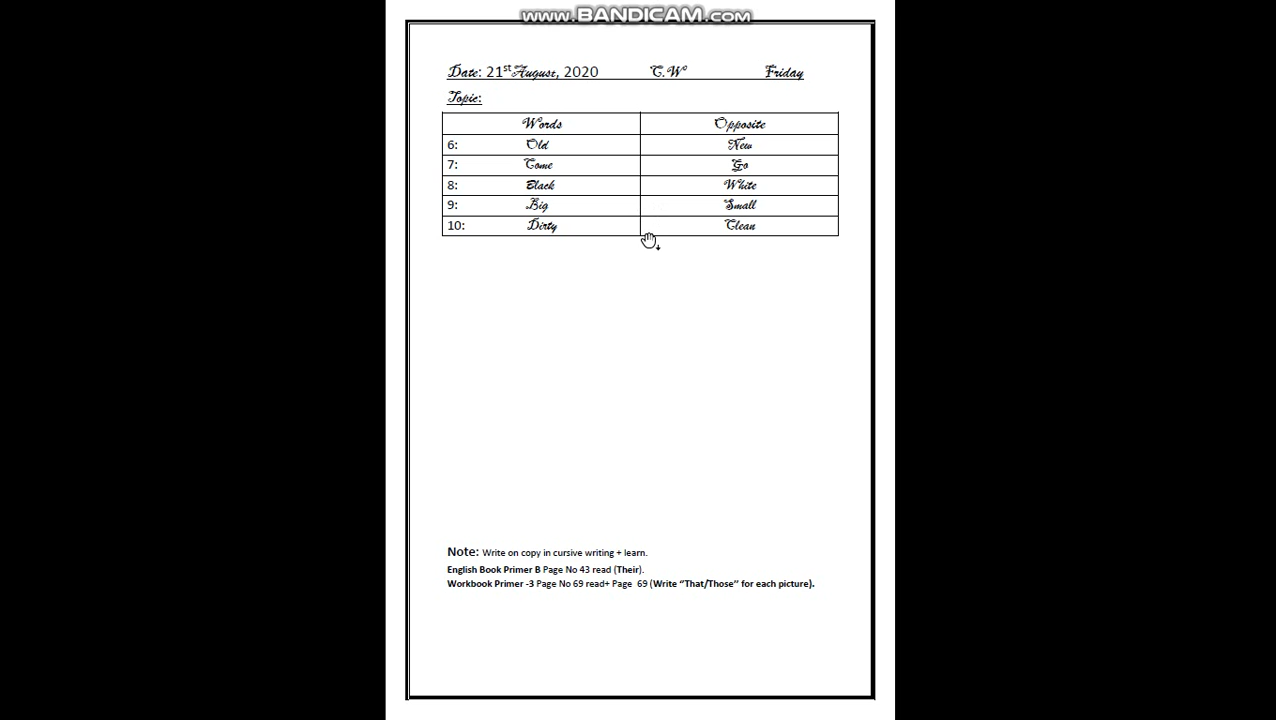 www.BANDICAM.com
Date: 21st August, 2020 C.W Friday
Topic:
Words Opposite
6: Old New
7: Come Go
8: Black White
9: Big Small
10: Dirty Clean
Note: Write on copy in cursive writing + learn.
English Book Primer B Page No 43 read (Their).
Workbook Primer -3 Page No 69 read+ Page 69 (Write “That/Those” for each picture).